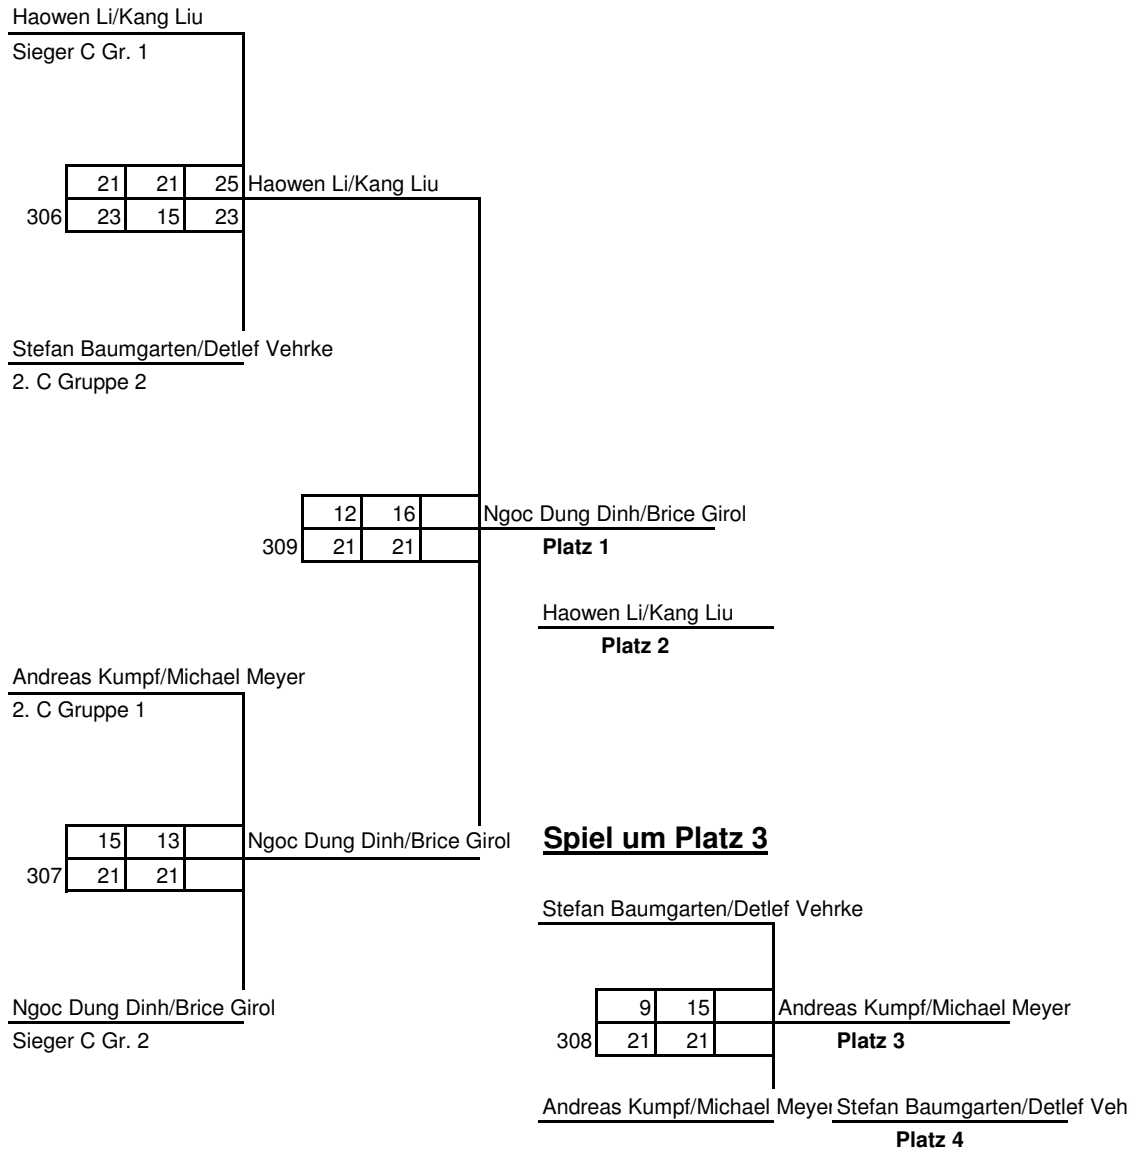 Haowen Li/Kang Liu
Sieger C Gr. 1
21 21 25 Haowen Li/Kang Liu
306 23 15 23
Stefan Baumgarten/Detlef Vehrke
2. C Gruppe 2
12 16 Ngoc Dung Dinh/Brice Girol
309 21 21 Platz 1
Haowen Li/Kang Liu
Platz 2
Andreas Kumpf/Michael Meyer
2. C Gruppe 1
15 13 Ngoc Dung Dinh/Brice Girol Spiel um Platz 3
307 21 21
Stefan Baumgarten/Detlef Vehrke
Ngoc Dung Dinh/Brice Girol 9 15 Andreas Kumpf/Michael Meyer
Sieger C Gr. 2 308 21 21 Platz 3
Andreas Kumpf/Michael Meyer Stefan Baumgarten/Detlef Veh
Platz 4